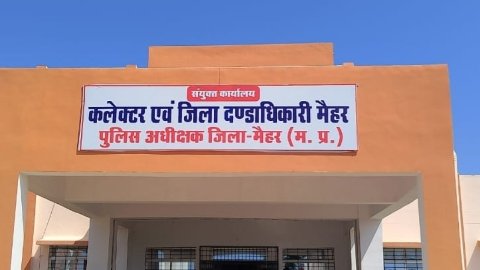 संयुक्त कार्यालय
कलेक्टर एवं जिला दण्डाधिकारी मैहर
पुलिस अधीक्षक जिला-मैहर (म. प्र.)